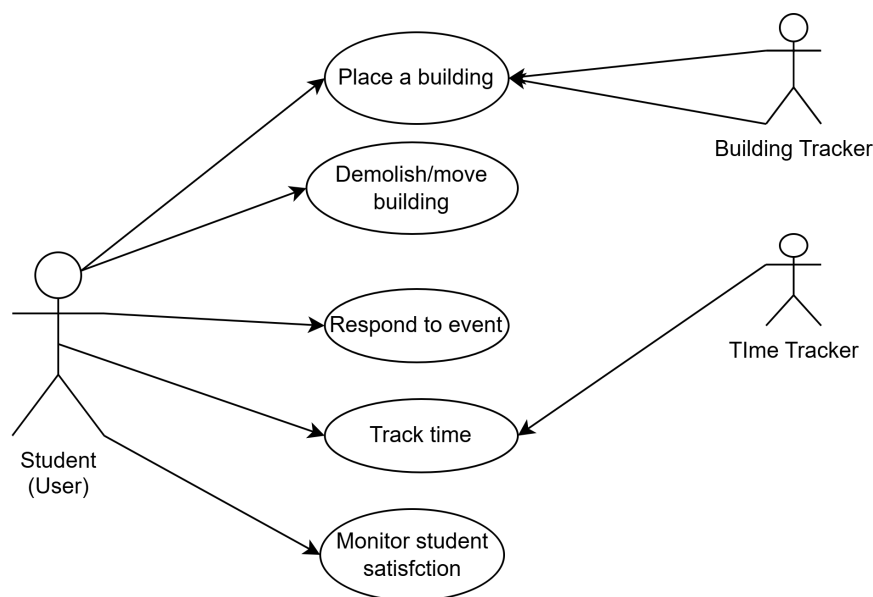 Place a building
Building Tracker
Demolish/move
building
TIme Tracker
Respond to event
Track time
Student
(User)
Monitor student
satisfction